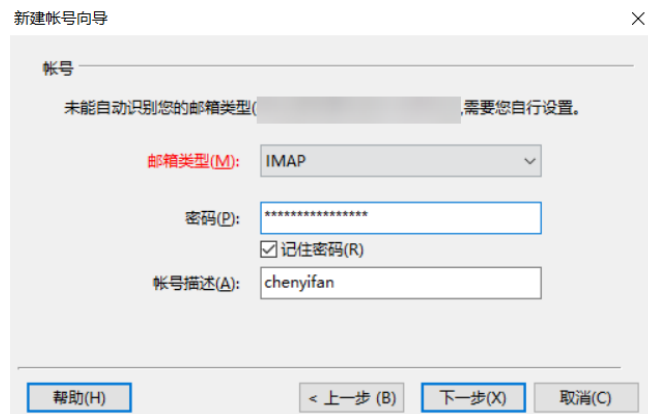 新建帐号向导
帐号
未能自动识别您的邮箱类型( ,需要您自行设置。
邮箱类型(M): IMAP
密码(P): ****************
记住密码(R)
帐号描述(A): chenyifan
帮助(H) < 上一步 (B) 下一步(X) 取消(C)